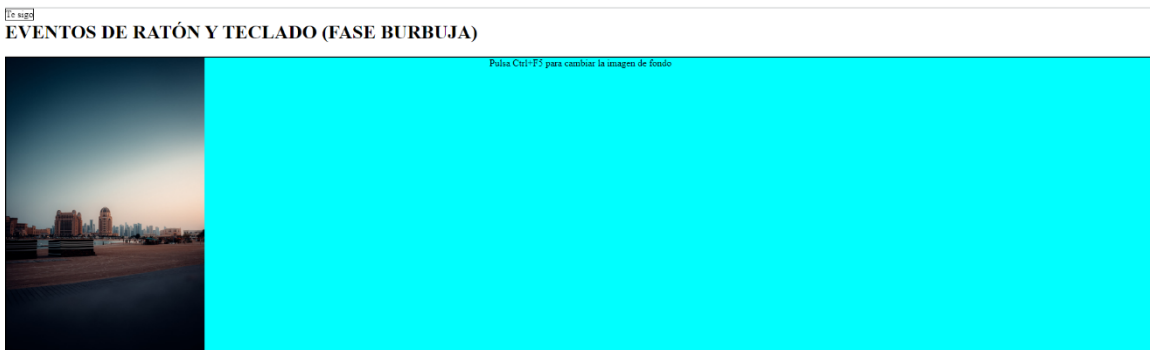 Te sigo
EVENTOS DE RATÓN Y TECLADO (FASE BURBUJA)
Pulsa Ctrl+F5 para cambiar la imagen de fondo